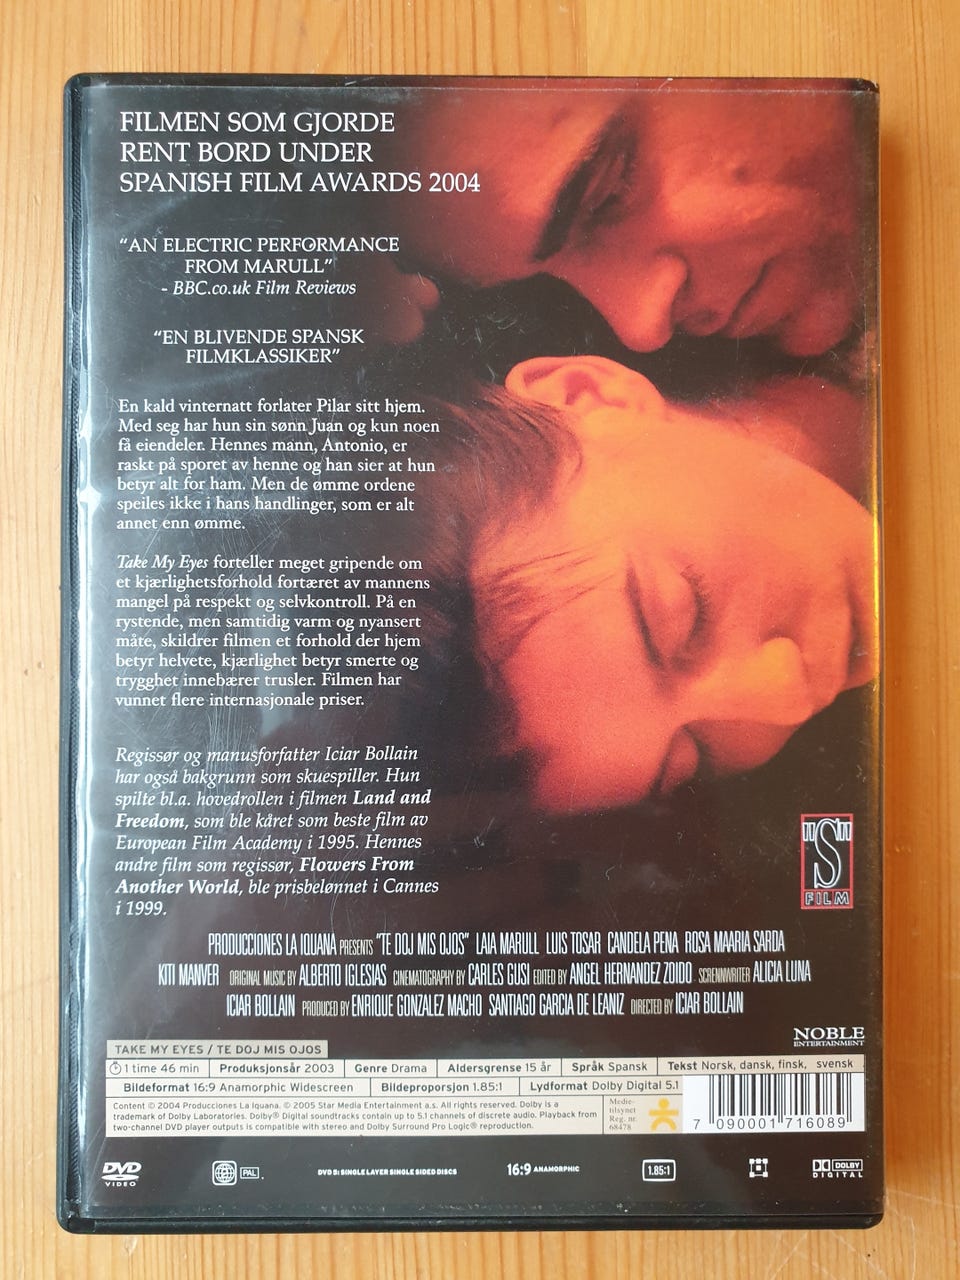 FILMEN SOM GJORDE
RENT BORD UNDER
SPANISH FILM AWARDS 2004
“AN ELECTRIC PERFORMANCE
FROM MARULL”
- BBC.co.uk Film Reviews
“EN BLIVENDE SPANSK
FILMKLASSIKER”
En kald vinternatt forlater Pilar sitt hjem.
Med seg har hun sin sønn Juan og kun noen
få eiendeler. Hennes mann, Antonio, er
raskt på sporet av henne og han sier at hun
betyr alt for ham. Men de ømme ordene
speiles ikke i hans handlinger, som er alt
annet enn ømme.
Take My Eyes forteller meget gripende om
et kjærlighetsforhold fortæret av mannens
mangel på respekt og selvkontroll. På en
rystende, men samtidig varm og nyansert
måte, skildrer filmen et forhold der hjem
betyr helvete, kjærlighet betyr smerte og
trygghet innebærer trusler. Filmen har
vunnet flere internasjonale priser.
Regissør og manusforfatter Iciar Bollain
har også bakgrunn som skuespiller. Hun
spilte bl.a. hovedrollen i filmen Land and
Freedom, som ble kåret som beste film av
European Film Academy i 1995. Hennes
andre film som regissør, Flowers From
Another World, ble prisbelønnet i Cannes
i 1999.
"S"
FILM
PRODUCCIONES LA IQUANA PRESENTS "TE DOJ MIS OJOS" LAIA MARULL LUIS TOSAR CANDELA PENA ROSA MAARIA SARDA
KITI MANVER ORIGINAL MUSIC BY ALBERTO IGLESIAS CINEMATOGRAPHY BY CARLES GUSI EDITED BY ANGEL HERNANDEZ ZOIDO SCRENNWRITER ALICIA LUNA
ICIAR BOLLAIN PRODUCED BY ENRIQUE GONZALEZ MACHO SANTIAGO GARCIA DE LEANIZ DIRECTED BY ICIAR BOLLAIN
NOBLE
ENTERTAINMENT
TAKE MY EYES / TE DOJ MIS OJOS
1 time 46 min Produksjonsår 2003 Genre Drama Aldersgrense 15 år Språk Spansk Tekst Norsk, dansk, finsk, svensk
Bildeformat 16:9 Anamorphic Widescreen Bildeproporsjon 1.85:1 Lydformat Dolby Digital 5.1
Content © 2004 Producciones La Iquana. © 2005 Star Media Entertainment a.s. All rights reserved. Dolby is a
trademark of Dolby Laboratories. Dolby® Digital soundtracks contain up to 5.1 channels of discrete audio. Playback from
two-channel DVD player outputs is compatible with stereo and Dolby Surround Pro Logic® reproduction.
Medie-
tilsynet
Reg. nr.
68478
7 090001 716089
DVD
VIDEO
PAL
DVD 5: SINGLE LAYER SINGLE SIDED DISCS
16:9 ANAMORPHIC
1.85:1
DOLBY
DIGITAL